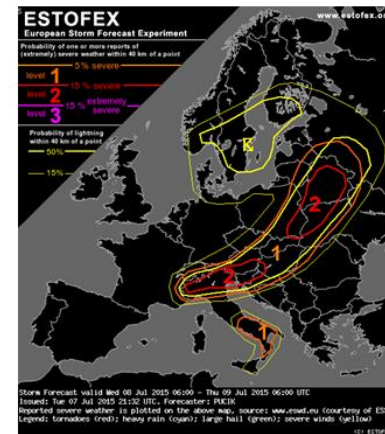 ESTOFEX
www.estofex.or
European Storm Forecast Experiment
Probability of one or more reports of
(extremely) severe weather within 40 km of a point
5 % severe
level 1
15 % severe
level 2
15 % extremely severe
level 3
Probability of lightning
within 40 km of a point
50%
15%
2
1
2
1
Storm Forecast valid Wed 08 Jul 2015 06:00 - Thu 09 Jul 2015 06:00 UTC
Issued: Tue 07 Jul 2015 21:32 UTC, Forecaster: PUCIK
Reported severe weather is plotted on the above map, source: www.eswd.eu (courtesy of ES
Legend: tornadoes (red); heavy rain (cyan); large hail (green); severe winds (yellow)
(c) ESTOF